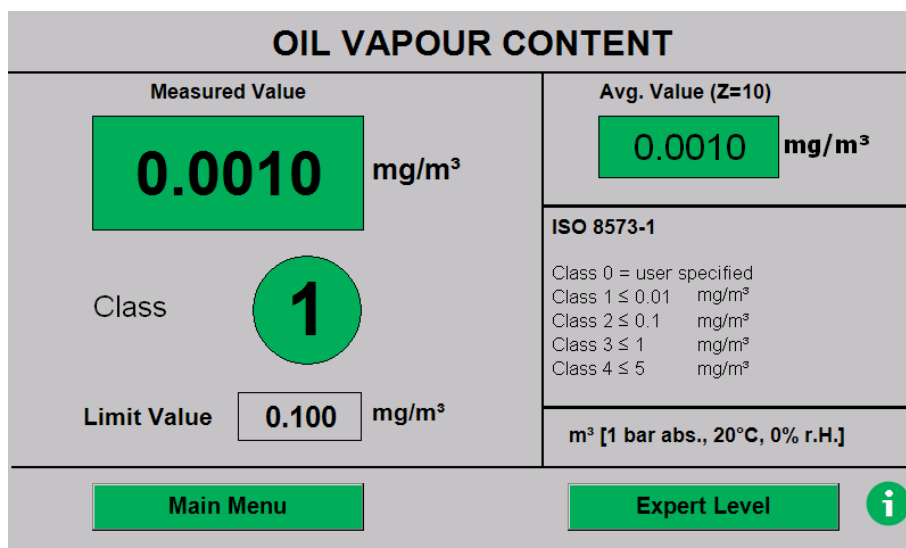 OIL VAPOUR CONTENT
Measured Value
0.0010 mg/m³
Class 1
Limit Value 0.100 mg/m³
Avg. Value (Z=10)
0.0010 mg/m³
ISO 8573-1
Class 0 = user specified
Class 1 ≤ 0.01 mg/m³
Class 2 ≤ 0.1 mg/m³
Class 3 ≤ 1 mg/m³
Class 4 ≤ 5 mg/m³
m³ [1 bar abs., 20°C, 0% r.H.]
Main Menu
Expert Level
i